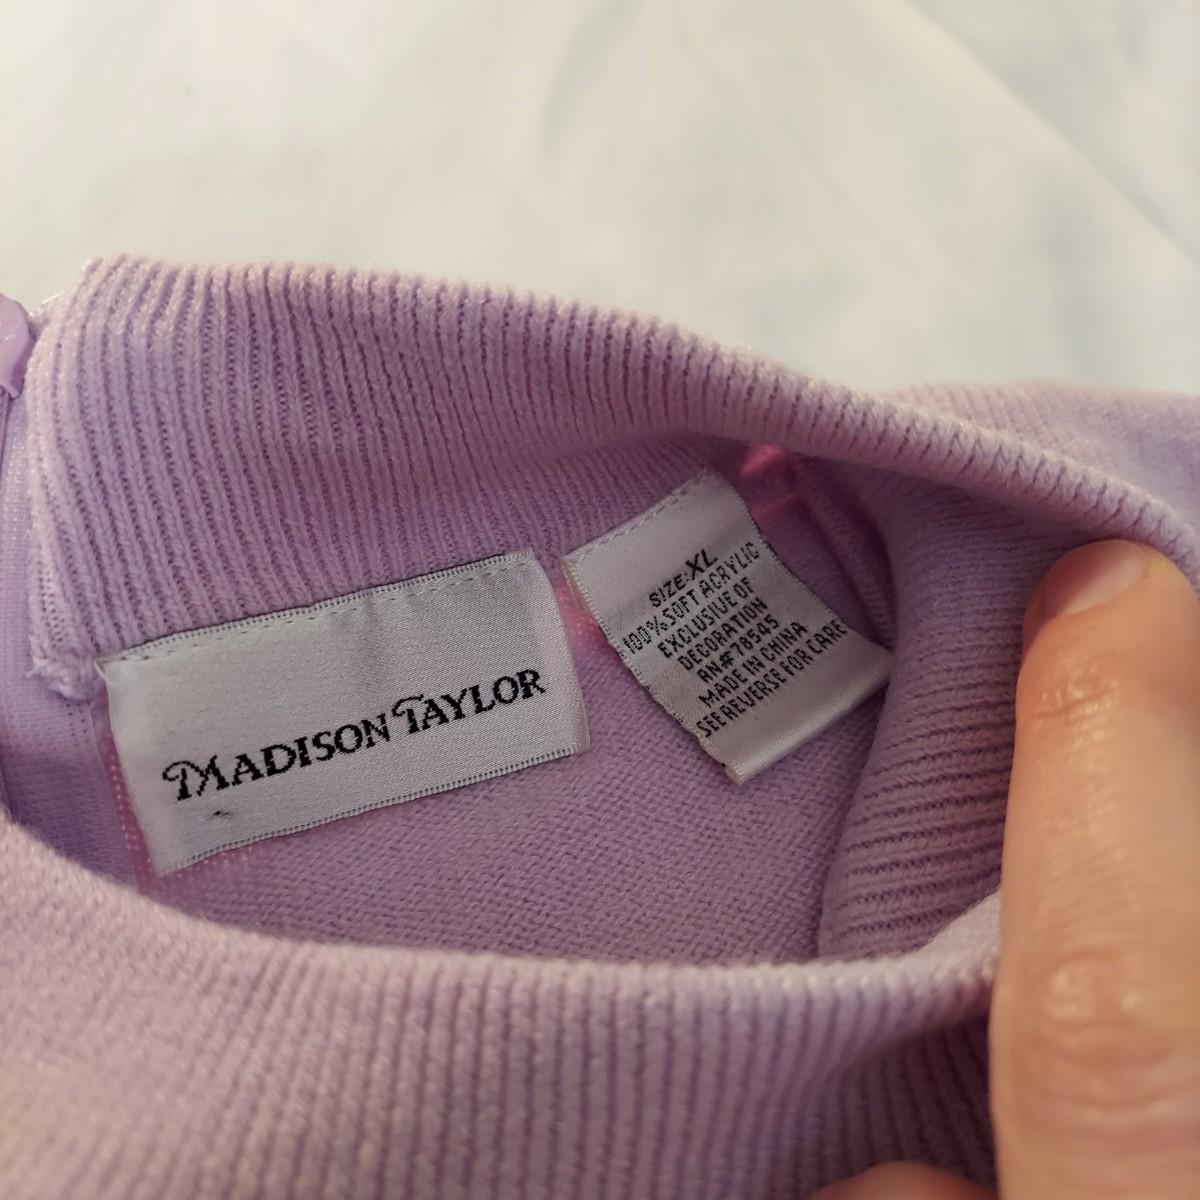 MADISON TAYLOR
SIZE:XL
100%SOFT ACRYLIC
EXCLUSIVE OF
DECORATION
RN# 78545
MADE IN CHINA
SEE REVERSE FOR CARE